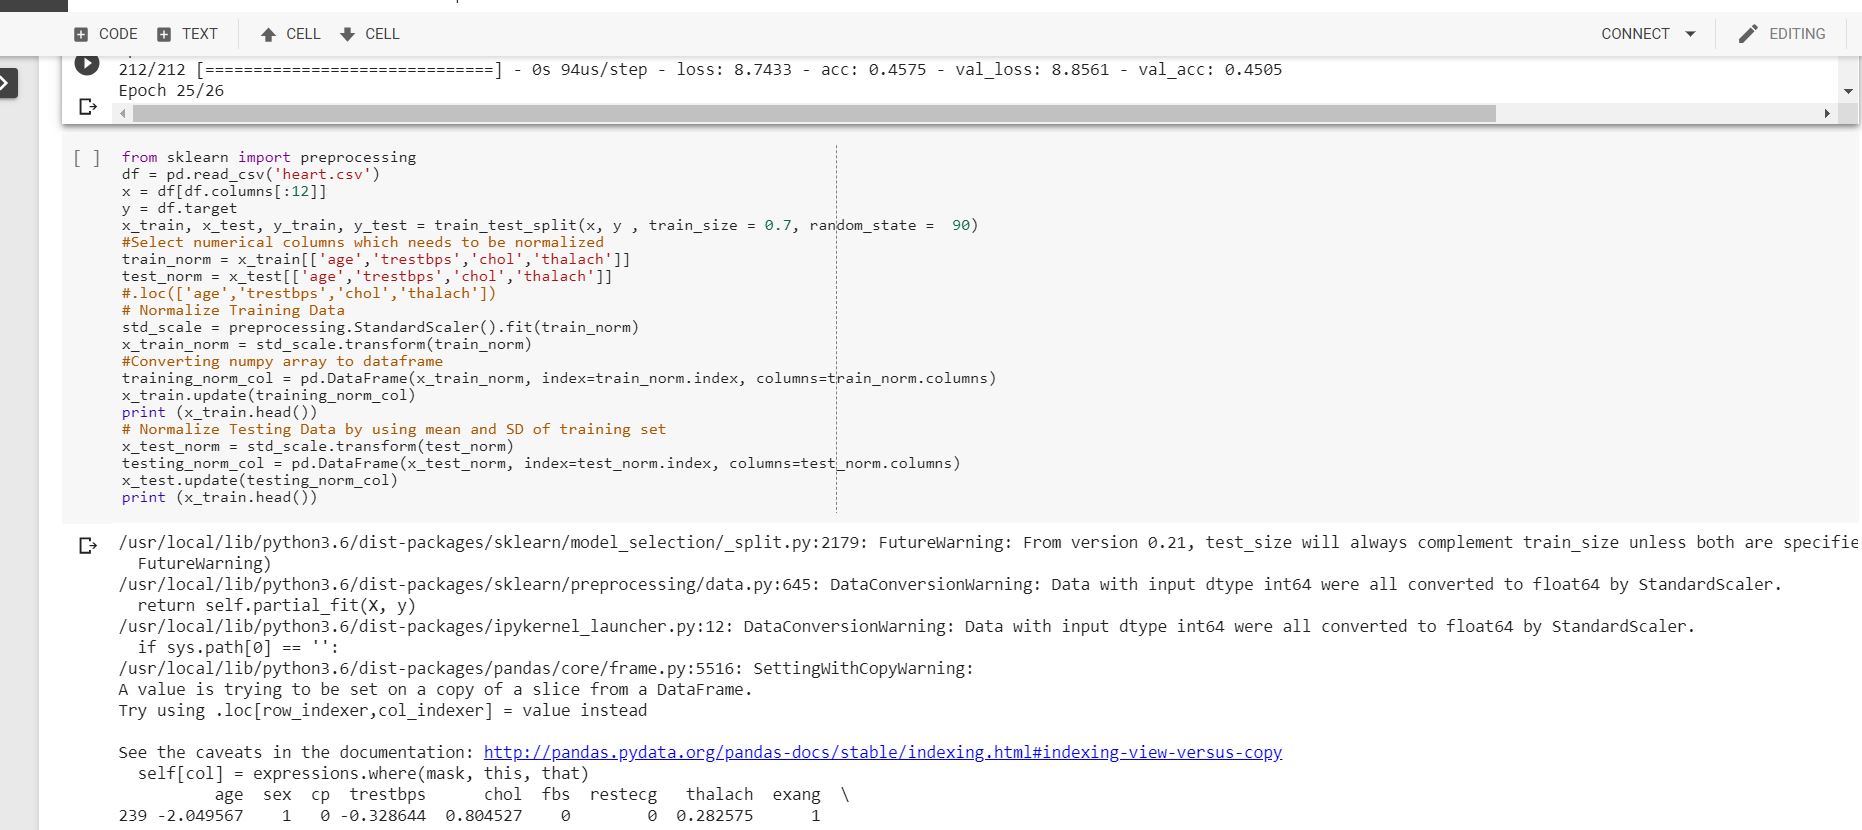 CODE TEXT CELL CELL CONNECT EDITING
212/212 [==============================] - 0s 94us/step - loss: 8.7433 - acc: 0.4575 - val_loss: 8.8561 - val_acc: 0.4505
Epoch 25/26
[ ] from sklearn import preprocessing
df = pd.read_csv('heart.csv')
x = df[df.columns[:12]]
y = df.target
x_train, x_test, y_train, y_test = train_test_split(x, y , train_size = 0.7, random_state =  90)
#Select numerical columns which needs to be normalized
train_norm = x_train[['age','trestbps','chol','thalach']]
test_norm = x_test[['age','trestbps','chol','thalach']]
#.loc(['age','trestbps','chol','thalach'])
# Normalize Training Data
std_scale = preprocessing.StandardScaler().fit(train_norm)
x_train_norm = std_scale.transform(train_norm)
#Converting numpy array to dataframe
training_norm_col = pd.DataFrame(x_train_norm, index=train_norm.index, columns=train_norm.columns)
x_train.update(training_norm_col)
print (x_train.head())
# Normalize Testing Data by using mean and SD of training set
x_test_norm = std_scale.transform(test_norm)
testing_norm_col = pd.DataFrame(x_test_norm, index=test_norm.index, columns=test_norm.columns)
x_test.update(testing_norm_col)
print (x_train.head())
/usr/local/lib/python3.6/dist-packages/sklearn/model_selection/_split.py:2179: FutureWarning: From version 0.21, test_size will always complement train_size unless both are specifie
FutureWarning)
/usr/local/lib/python3.6/dist-packages/sklearn/preprocessing/data.py:645: DataConversionWarning: Data with input dtype int64 were all converted to float64 by StandardScaler.
return self.partial_fit(X, y)
/usr/local/lib/python3.6/dist-packages/ipykernel_launcher.py:12: DataConversionWarning: Data with input dtype int64 were all converted to float64 by StandardScaler.
if sys.path[0] == '':
/usr/local/lib/python3.6/dist-packages/pandas/core/frame.py:5516: SettingWithCopyWarning:
A value is trying to be set on a copy of a slice from a DataFrame.
Try using .loc[row_indexer,col_indexer] = value instead
See the caveats in the documentation: http://pandas.pydata.org/pandas-docs/stable/indexing.html#indexing-view-versus-copy
self[col] = expressions.where(mask, this, that)
age sex cp trestbps chol fbs restecg thalach exang \
239 -2.049567 1 0 -0.328644 0.804527 0 0 0.282575 1